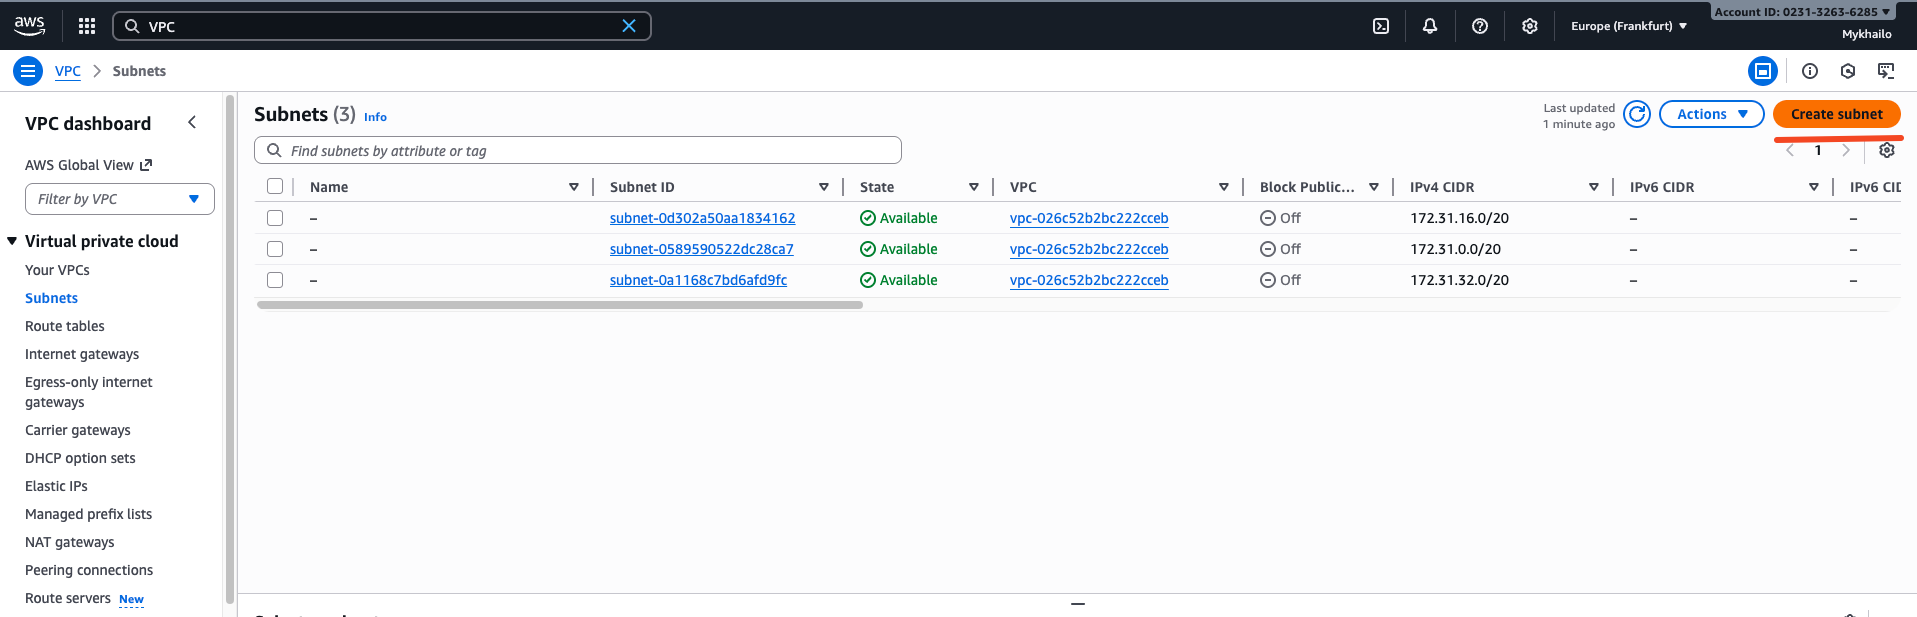 aws
VPC
Europe (Frankfurt)
Account ID: 0231-3263-6285
Mykhailo
VPC
Subnets
VPC dashboard
AWS Global View
Filter by VPC
Virtual private cloud
Your VPCs
Subnets
Route tables
Internet gateways
Egress-only internet
gateways
Carrier gateways
DHCP option sets
Elastic IPs
Managed prefix lists
NAT gateways
Peering connections
Route servers New
Subnets (3) Info
Last updated
1 minute ago
Actions
Create subnet
Find subnets by attribute or tag
1
Name Subnet ID State VPC Block Public... IPv4 CIDR IPv6 CIDR IPv6 CID
– subnet-0d302a50aa1834162 Available vpc-026c52b2bc222cceb Off 172.31.16.0/20 – –
– subnet-0589590522dc28ca7 Available vpc-026c52b2bc222cceb Off 172.31.0.0/20 – –
– subnet-0a1168c7bd6afd9fc Available vpc-026c52b2bc222cceb Off 172.31.32.0/20 – –